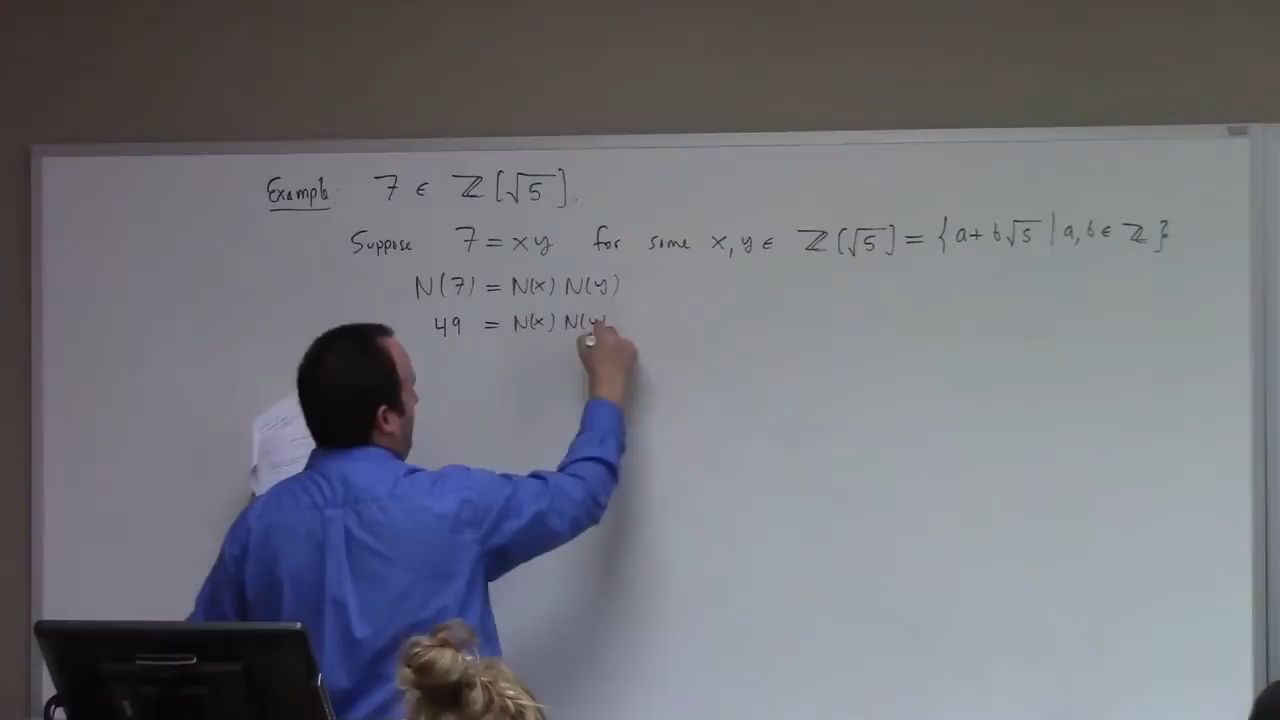 Example: 7 ∈ ℤ[√5].
Suppose 7 = xy for some x, y ∈ ℤ[√5] = {a + b√5 | a, b ∈ ℤ}
N(7) = N(x) N(y)
49 = N(x) N(y)